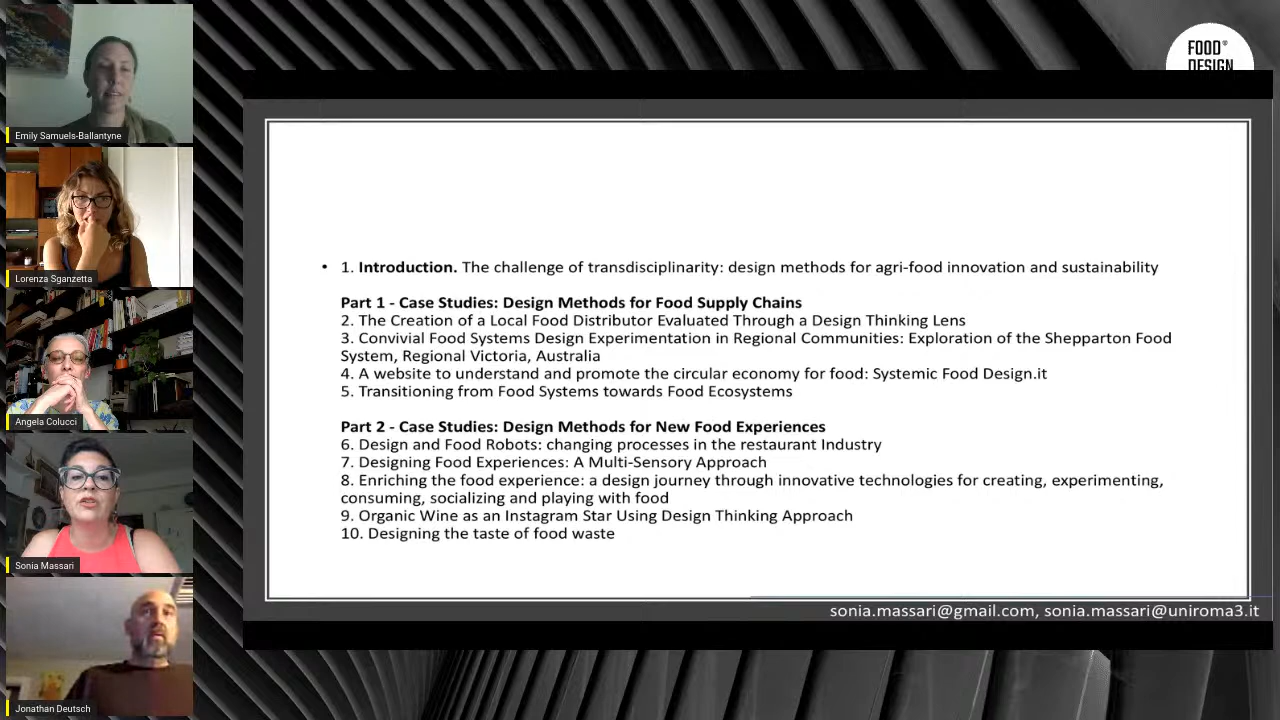 FOOD®
DESIGN
Emily Samuels-Ballantyne
Lorenza Sganzetta
Angela Colucci
Sonia Massari
Jonathan Deutsch
• 1. Introduction. The challenge of transdisciplinarity: design methods for agri-food innovation and sustainability
Part 1 - Case Studies: Design Methods for Food Supply Chains
2. The Creation of a Local Food Distributor Evaluated Through a Design Thinking Lens
3. Convivial Food Systems Design Experimentation in Regional Communities: Exploration of the Shepparton Food
System, Regional Victoria, Australia
4. A website to understand and promote the circular economy for food: Systemic Food Design.it
5. Transitioning from Food Systems towards Food Ecosystems
Part 2 - Case Studies: Design Methods for New Food Experiences
6. Design and Food Robots: changing processes in the restaurant Industry
7. Designing Food Experiences: A Multi-Sensory Approach
8. Enriching the food experience: a design journey through innovative technologies for creating, experimenting,
consuming, socializing and playing with food
9. Organic Wine as an Instagram Star Using Design Thinking Approach
10. Designing the taste of food waste
sonia.massari@gmail.com, sonia.massari@uniroma3.it